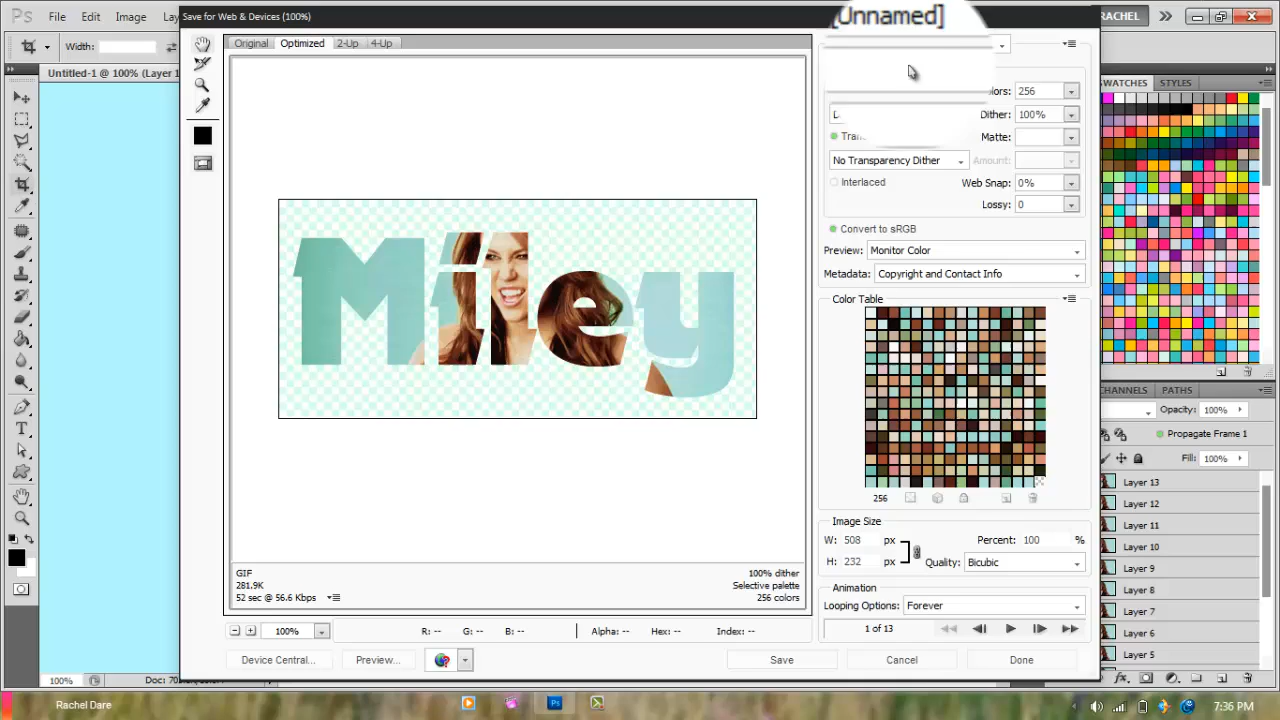 Save for Web & Devices (100%)
[Unnamed]
RACHEL
File Edit Image
Width:
Untitled-1 @ 100% (Layer 1
Original Optimized 2-Up 4-Up
SWATCHES STYLES
Colors: 256
Dither: 100%
Matte:
No Transparency Dither Amount:
Interlaced Web Snap: 0%
Lossy: 0
Convert to sRGB
Preview: Monitor Color
Metadata: Copyright and Contact Info
Color Table
Miley
256
Image Size
W: 508 px Percent: 100 %
H: 232 px Quality: Bicubic
Animation
Looping Options: Forever
1 of 13
GIF 100% dither
281.9K Selective palette
52 sec @ 56.6 Kbps 256 colors
100% R: -- G: -- B: -- Alpha: -- Hex: -- Index: --
Device Central... Preview... Save Cancel Done
CHANNELS PATHS
Opacity: 100%
Propagate Frame 1
Fill: 100%
Layer 13
Layer 12
Layer 11
Layer 10
Layer 9
Layer 8
Layer 7
Layer 6
Layer 5
100%
Rachel Dare
7:36 PM